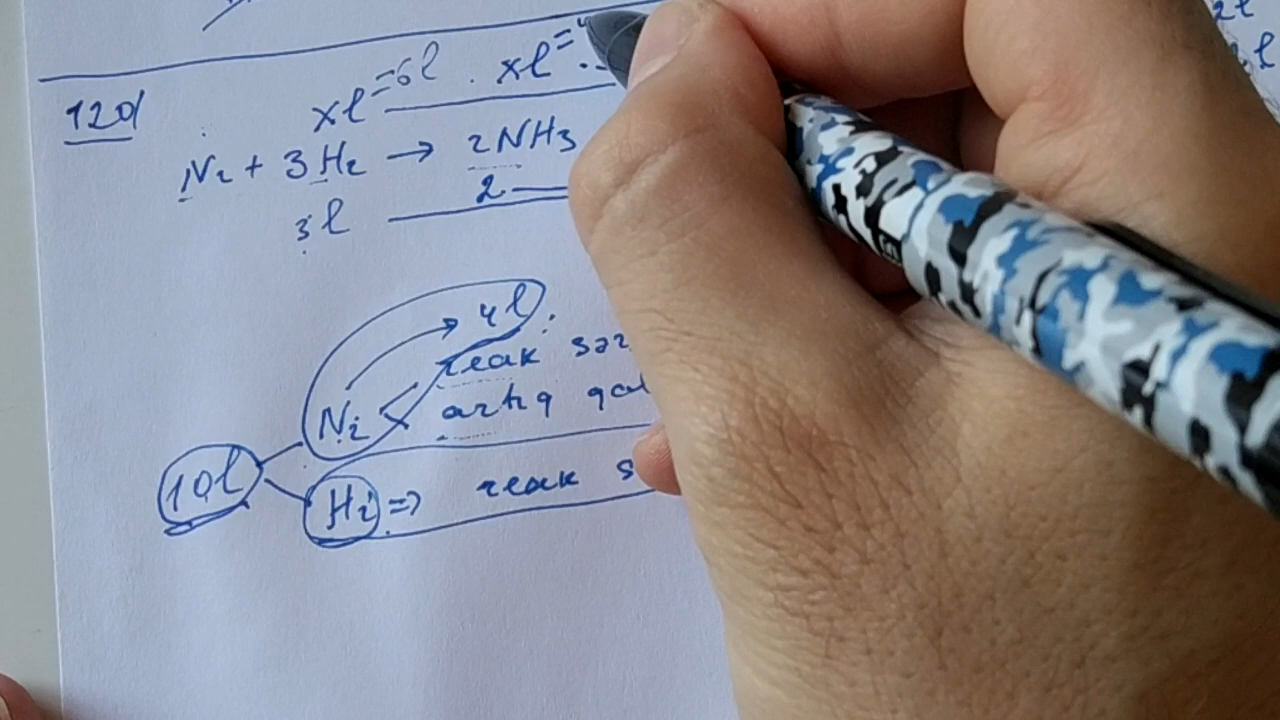 120
xl=6l . xl=
N2 + 3H2 → 2NH3
3l — 2 —
4l
reak
N2
artıq
10l
H2 => reak